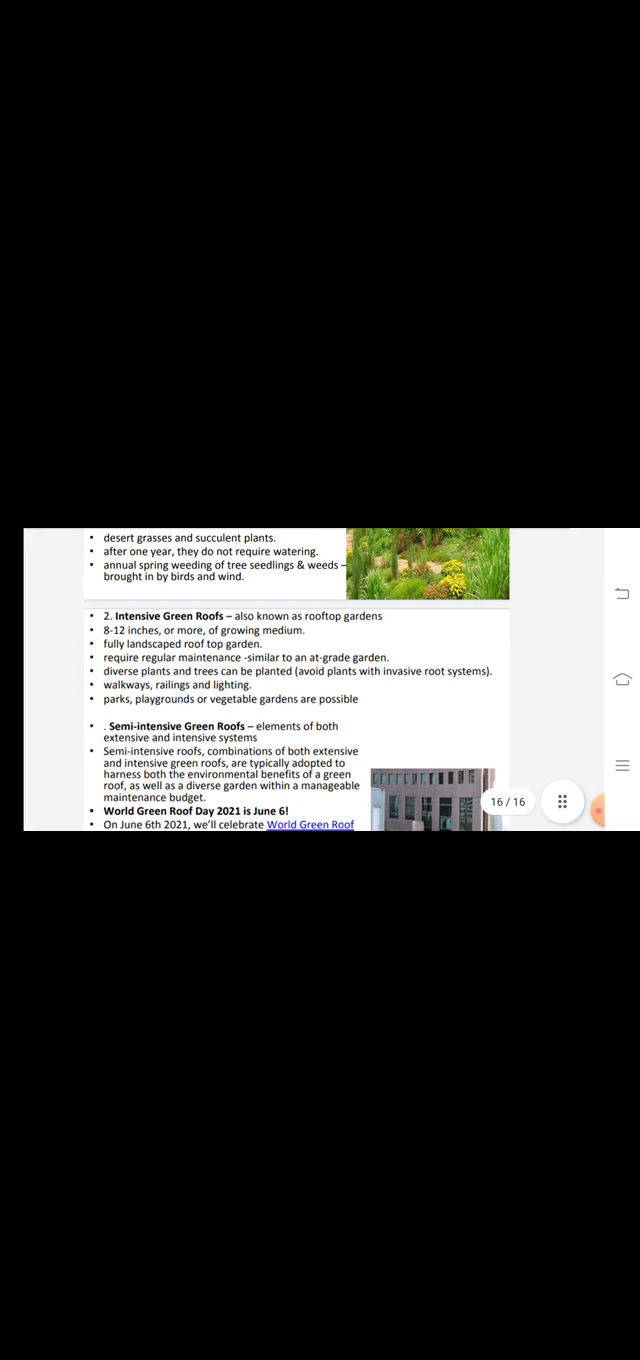 • desert grasses and succulent plants.
• after one year, they do not require watering.
• annual spring weeding of tree seedlings & weeds –
brought in by birds and wind.
• 2. Intensive Green Roofs – also known as rooftop gardens
• 8-12 inches, or more, of growing medium.
• fully landscaped roof top garden.
• require regular maintenance -similar to an at-grade garden.
• diverse plants and trees can be planted (avoid plants with invasive root systems).
• walkways, railings and lighting.
• parks, playgrounds or vegetable gardens are possible
• . Semi-intensive Green Roofs – elements of both
extensive and intensive systems
• Semi-intensive roofs, combinations of both extensive
and intensive green roofs, are typically adopted to
harness both the environmental benefits of a green
roof, as well as a diverse garden within a manageable
maintenance budget.
• World Green Roof Day 2021 is June 6!
• On June 6th 2021, we'll celebrate World Green Roof
16 / 16